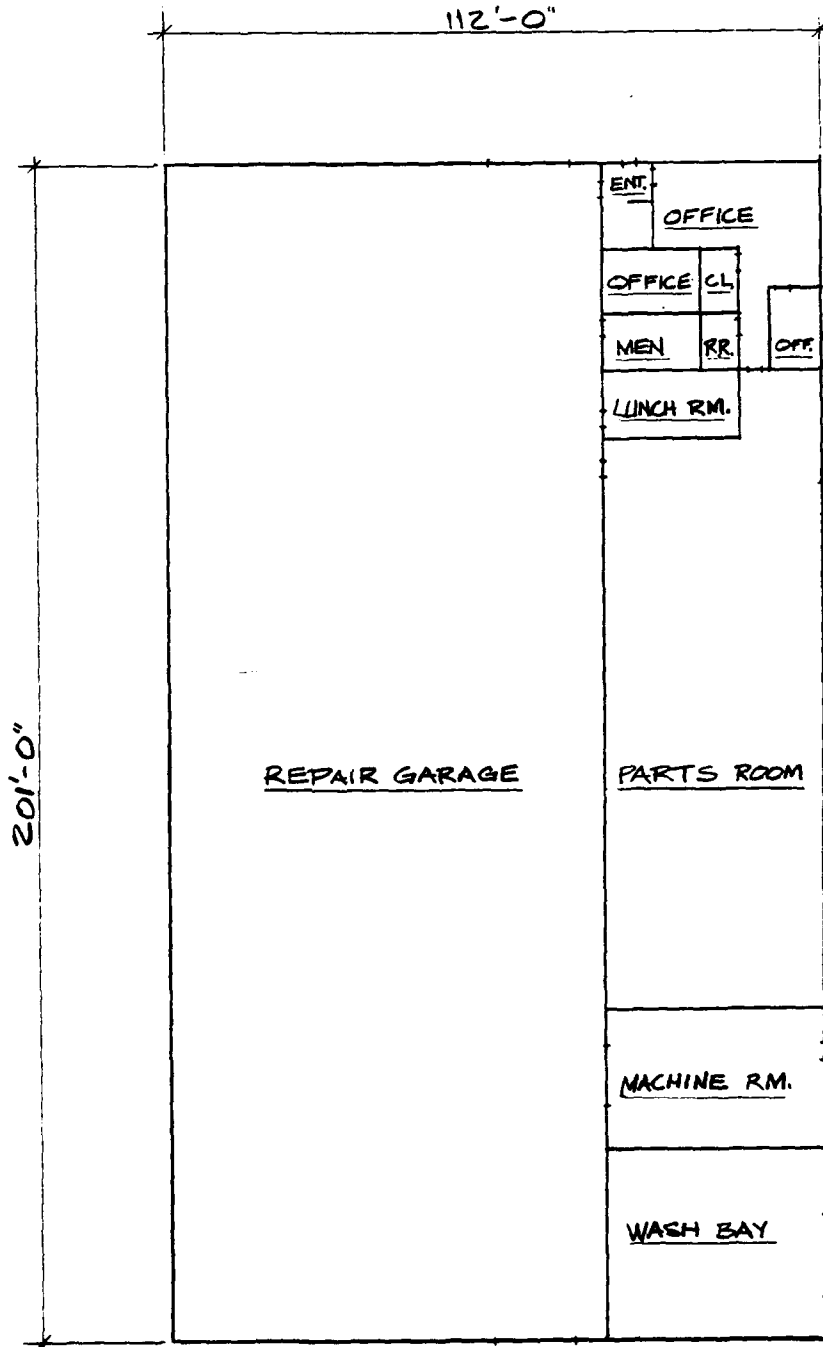 112'-0"
ENT.
OFFICE
OFFICE CL
MEN RR. OFF.
LUNCH RM.
201'-0"
REPAIR GARAGE PARTS ROOM
MACHINE RM.
WASH BAY